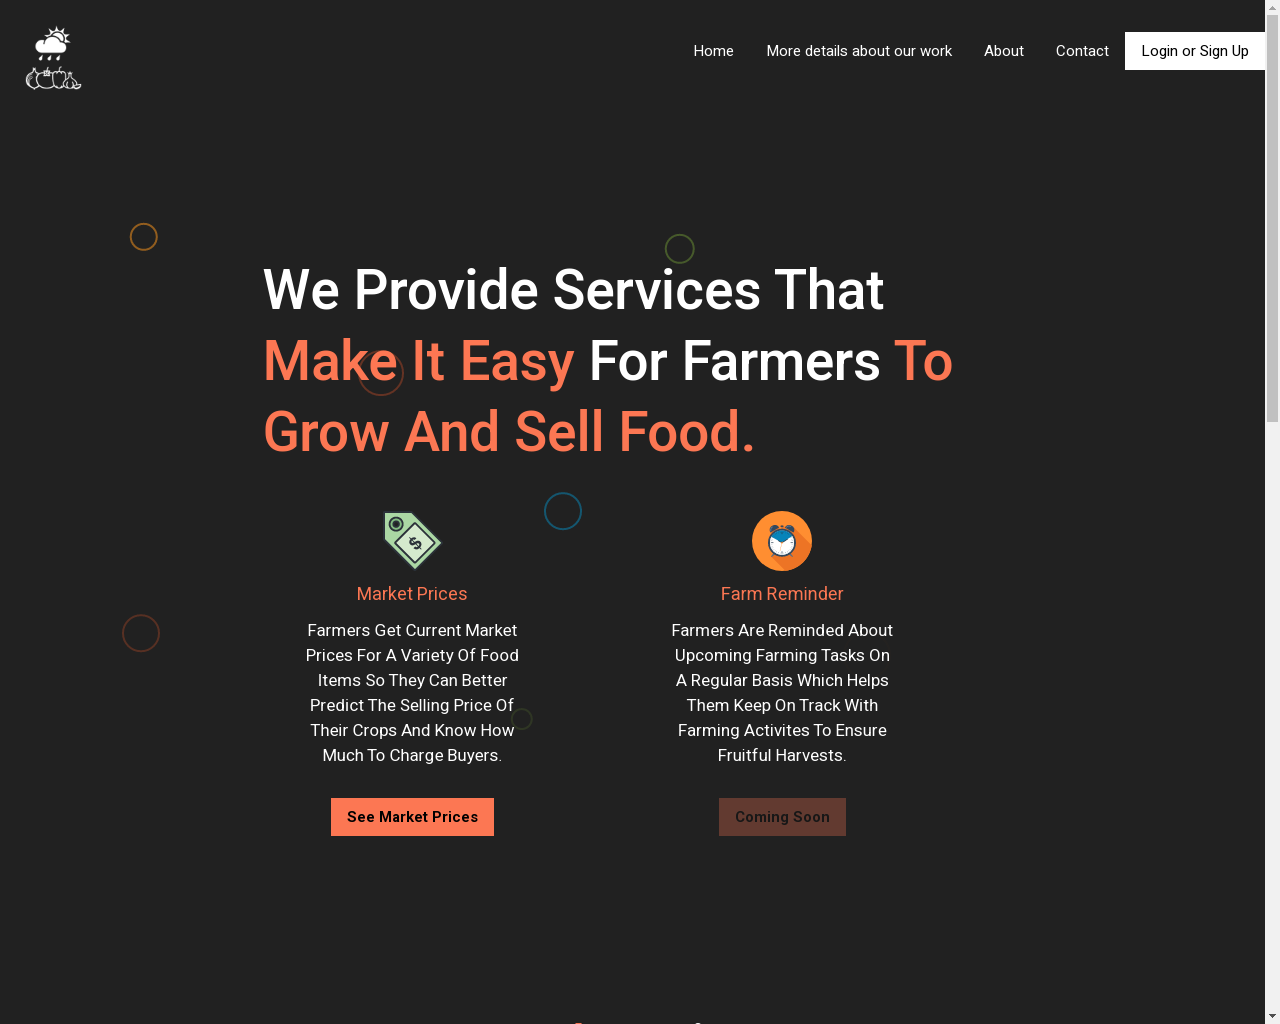 Home More details about our work About Contact Login or Sign Up
We Provide Services That
Make It Easy For Farmers To
Grow And Sell Food.
Market Prices
Farmers Get Current Market
Prices For A Variety Of Food
Items So They Can Better
Predict The Selling Price Of
Their Crops And Know How
Much To Charge Buyers.
See Market Prices
Farm Reminder
Farmers Are Reminded About
Upcoming Farming Tasks On
A Regular Basis Which Helps
Them Keep On Track With
Farming Activites To Ensure
Fruitful Harvests.
Coming Soon